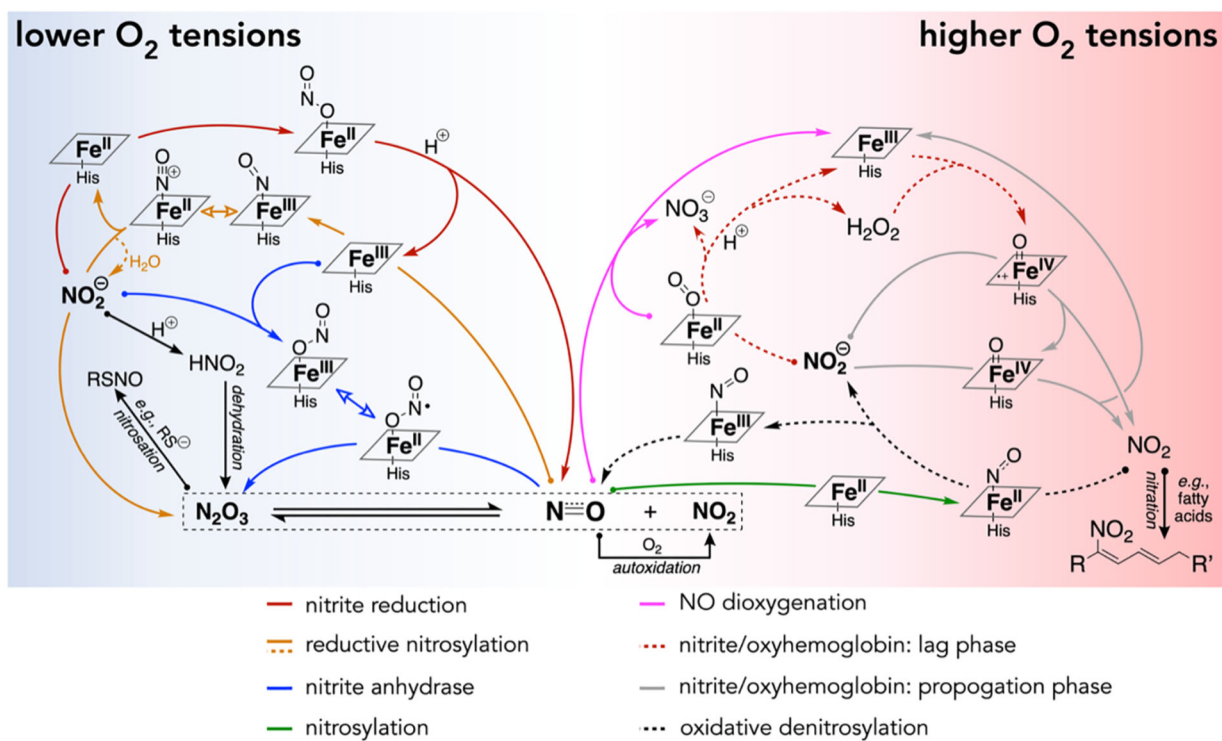 lower O2 tensions
higher O2 tensions
O
N
O
FeII
His
H⊕
FeII
His
O
N⊕
FeII
His
O
N
FeIII
His
H2O
NO2⊖
FeIII
His
H⊕
HNO2
O
O N
FeIII
His
RSNO
e.g., RS⊖
nitrosation
dehydration
O
O N•
FeII
His
N2O3
N≡O
+
NO2
O2
autoxidation
FeIII
His
NO3⊖
H⊕
H2O2
O
•+ FeIV
His
O
O
FeII
His
NO2⊖
O
FeIV
His
N O
FeIII
His
FeII
His
N O
FeII
His
NO2
nitration
e.g.,
fatty
acids
NO2
R
R'
nitrite reduction
reductive nitrosylation
nitrite anhydrase
nitrosylation
NO dioxygenation
nitrite/oxyhemoglobin: lag phase
nitrite/oxyhemoglobin: propogation phase
oxidative denitrosylation